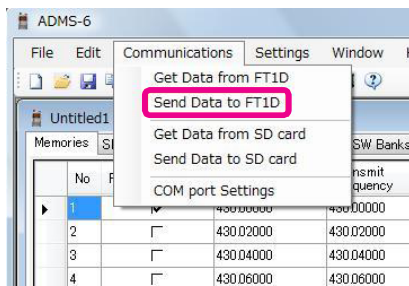 ADMS-6
File Edit Communications Settings Window
Get Data from FT1D
Send Data to FT1D
Get Data from SD card
Send Data to SD card
COM port Settings
Untitled1
Memories SW Banks
No
1 430.00000 430.00000
2 430.02000 430.02000
3 430.04000 430.04000
4 430.06000 430.06000